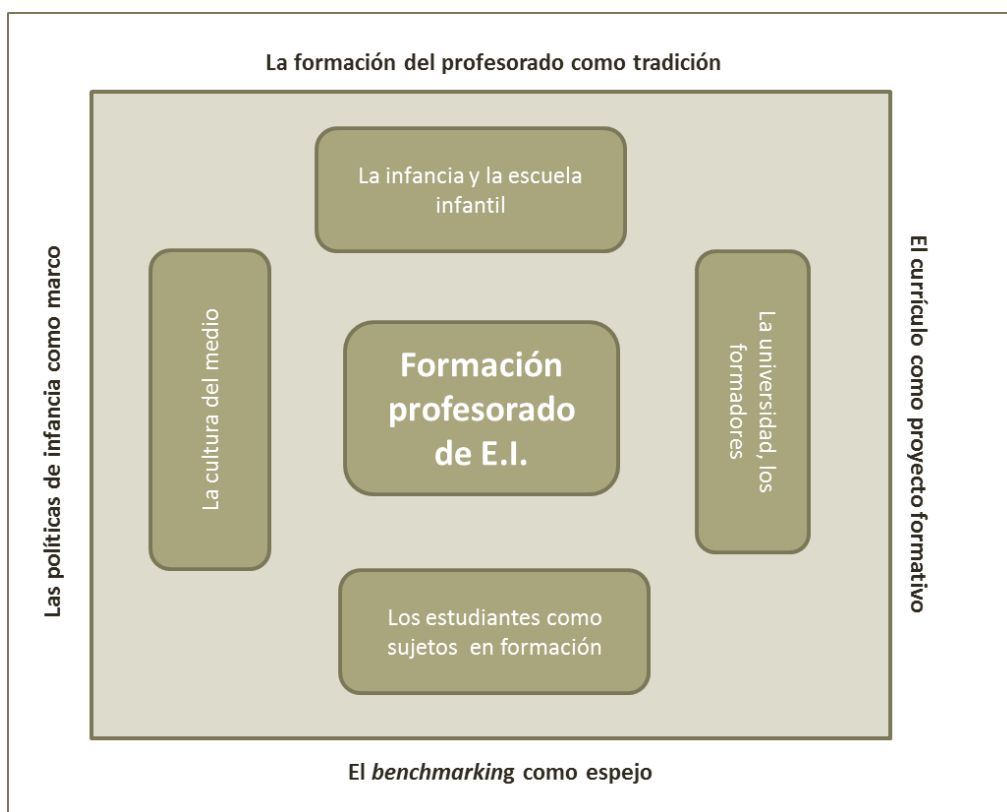 La formación del profesorado como tradición
La infancia y la escuela
infantil
Las políticas de infancia como marco
La cultura del medio
Formación
profesorado
de E.I.
La universidad, los
formadores
El currículo como proyecto formativo
Los estudiantes como
sujetos en formación
El benchmarking como espejo